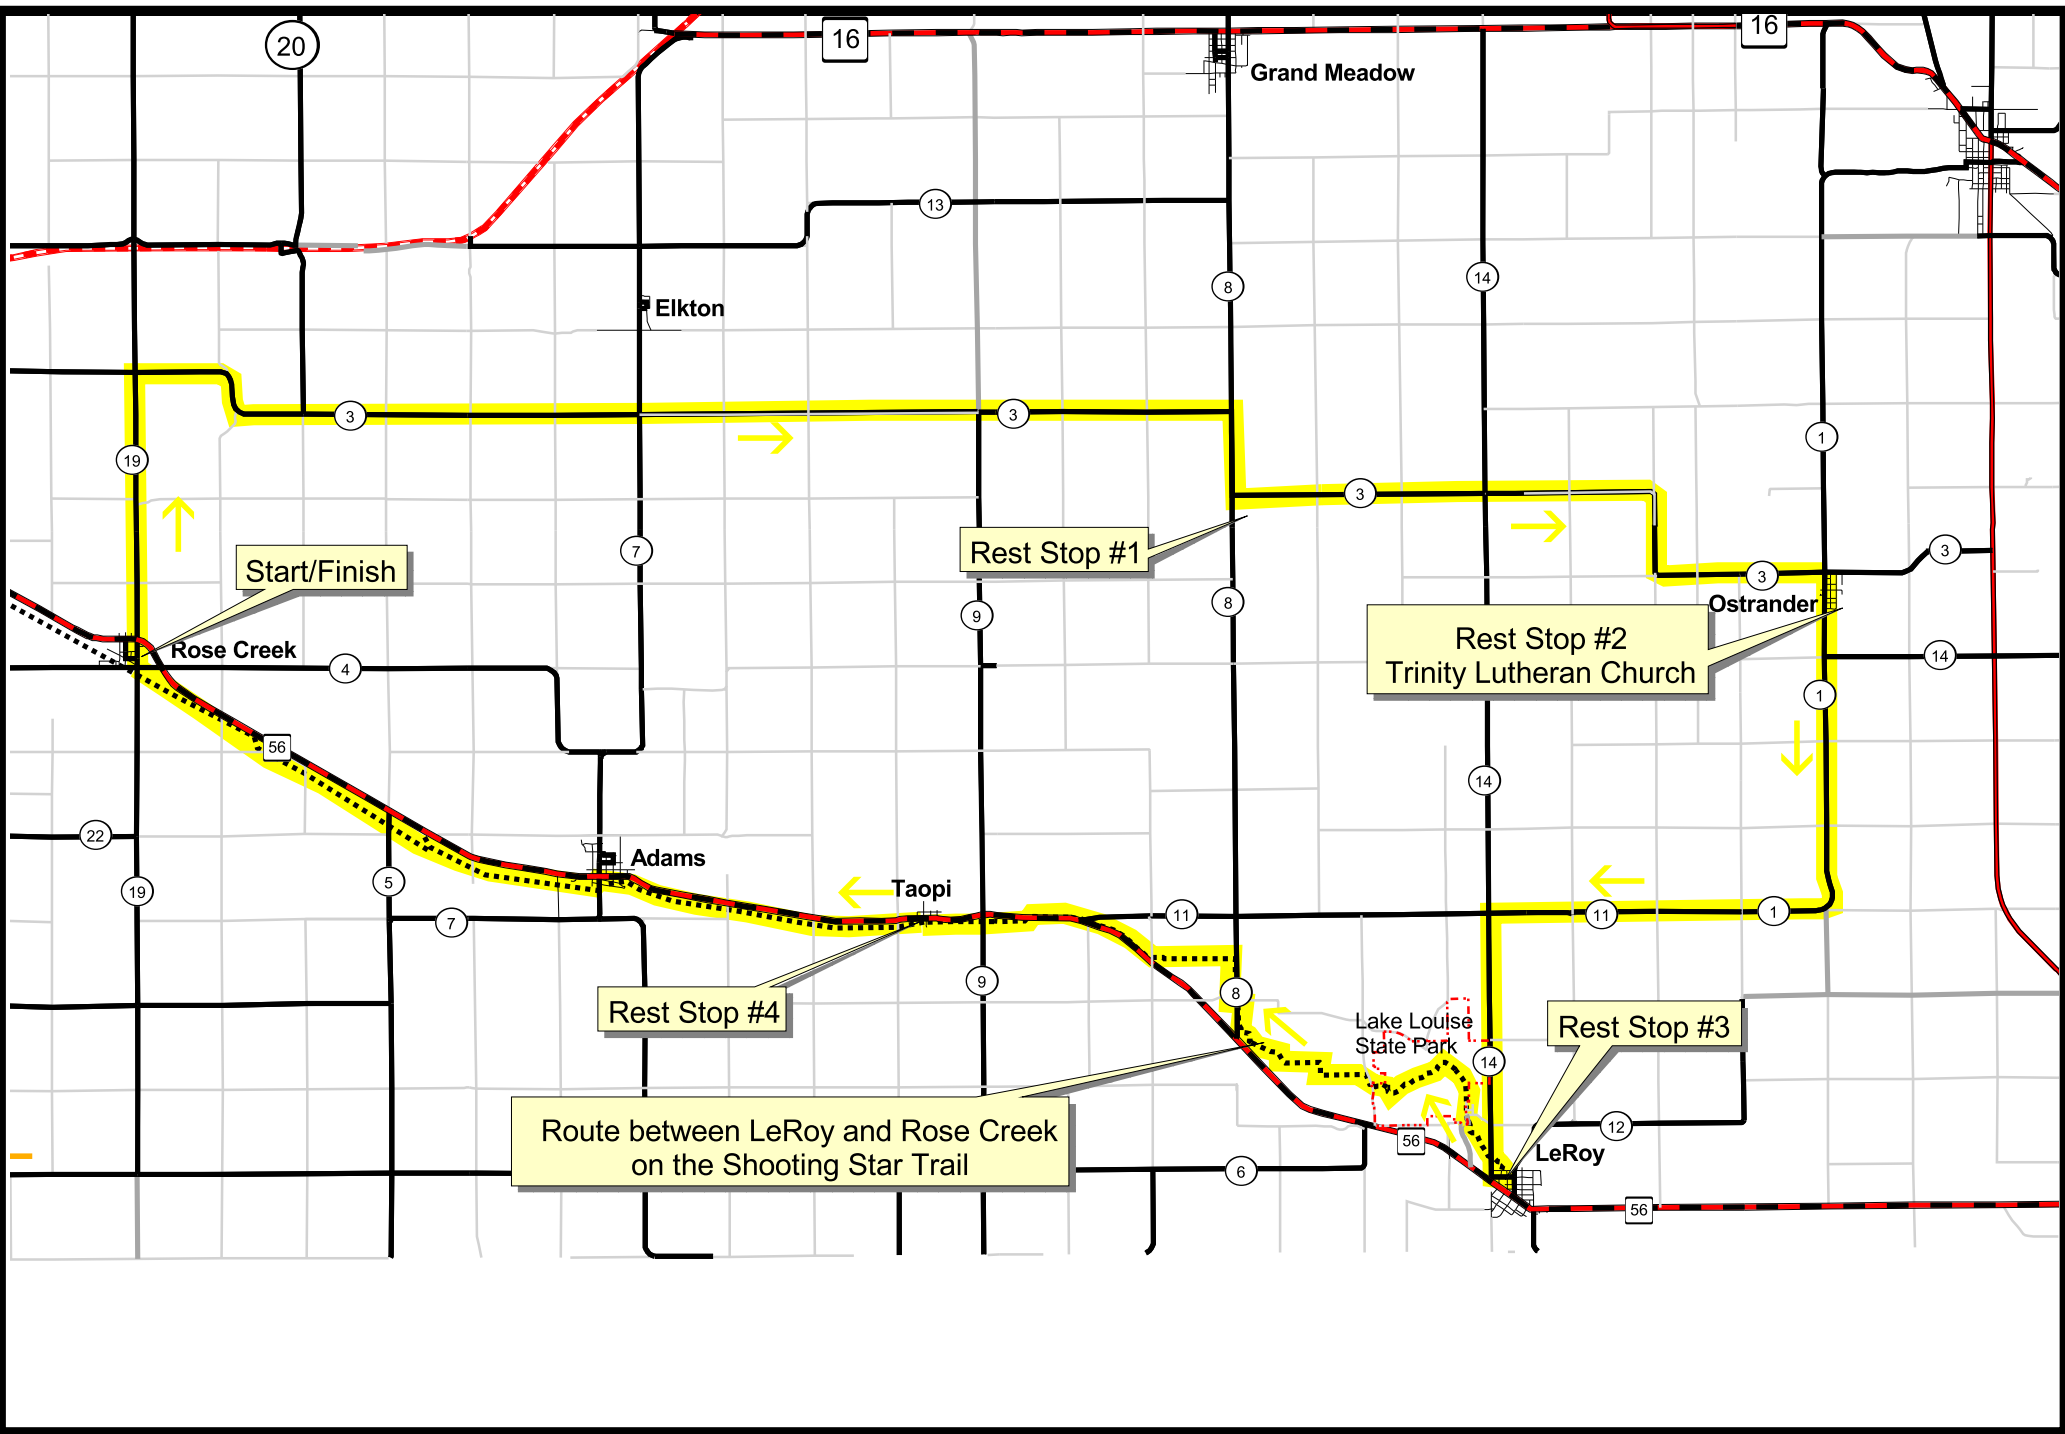 20
16
16
Grand Meadow
13
14
8
Elkton
3
3
1
19
3
Rest Stop #1
7
3
3
Start/Finish
Ostrander
8
9
Rest Stop #2
Trinity Lutheran Church
Rose Creek
4
14
1
56
14
22
Adams
5
19
Taopi
7
11
11
1
9
8
Rest Stop #4
Lake Louise
State Park
Rest Stop #3
14
Route between LeRoy and Rose Creek
on the Shooting Star Trail
12
56
LeRoy
6
56